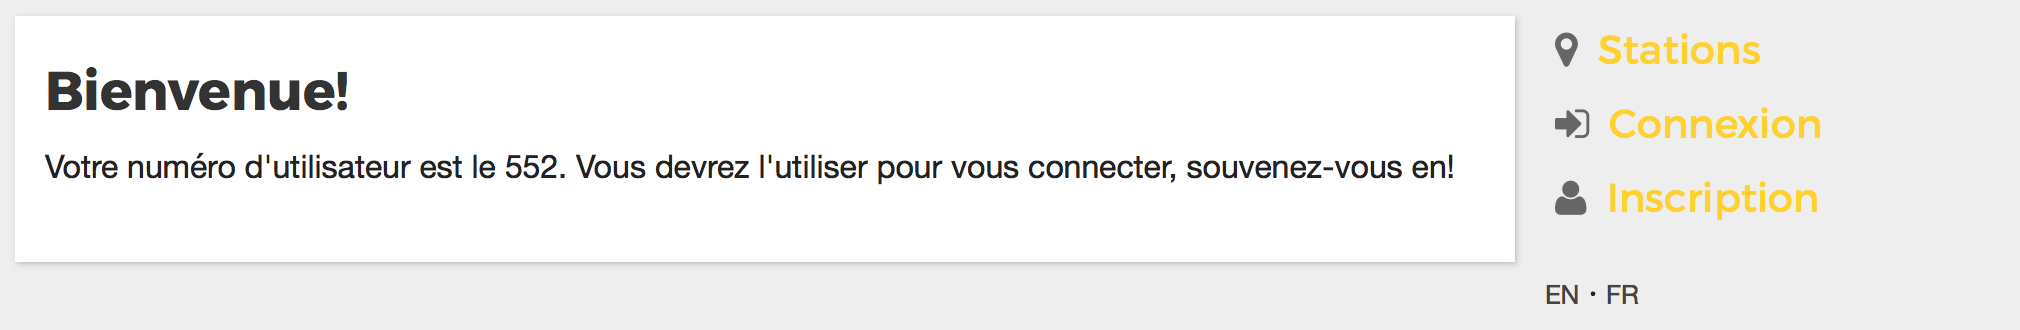 Bienvenue!
Votre numéro d'utilisateur est le 552. Vous devrez l'utiliser pour vous connecter, souvenez-vous en!
Stations
Connexion
Inscription
EN · FR